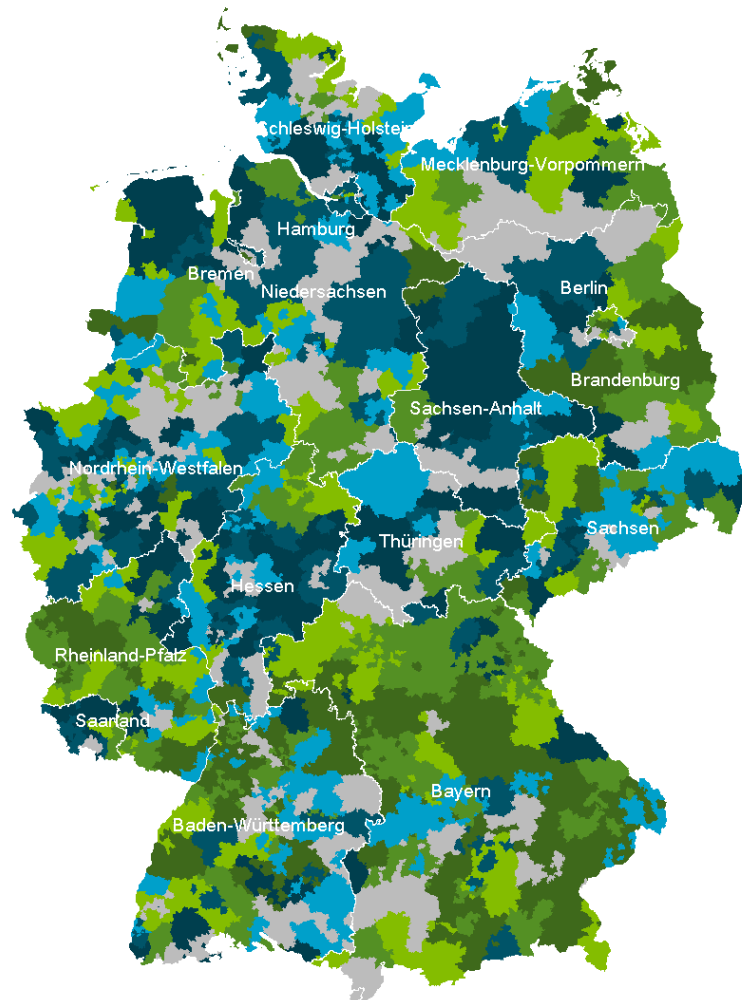 Schleswig-Holstein
Mecklenburg-Vorpommern
Hamburg
Bremen
Niedersachsen
Berlin
Brandenburg
Sachsen-Anhalt
Nordrhein-Westfalen
Sachsen
Thüringen
Hessen
Rheinland-Pfalz
Saarland
Bayern
Baden-Württemberg